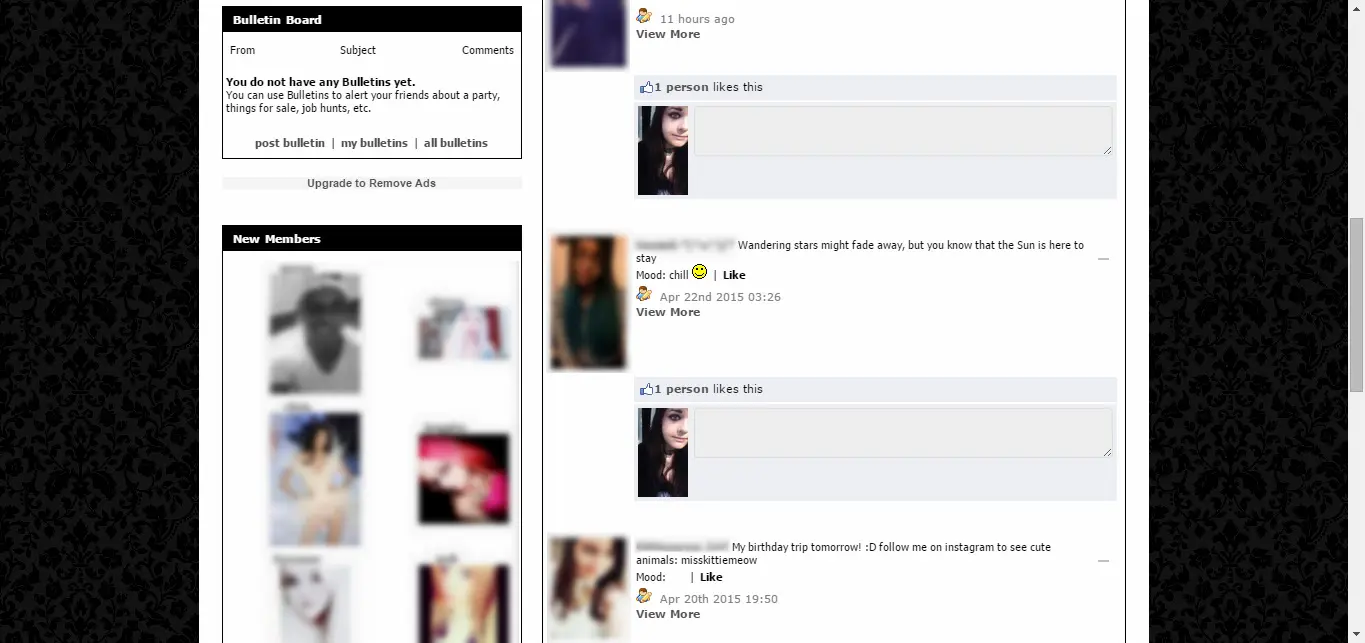 Bulletin Board
From Subject Comments
You do not have any Bulletins yet.
You can use Bulletins to alert your friends about a party,
things for sale, job hunts, etc.
post bulletin | my bulletins | all bulletins
Upgrade to Remove Ads
New Members
11 hours ago
View More
1 person likes this
Wandering stars might fade away, but you know that the Sun is here to
stay
Mood: chill | Like
Apr 22nd 2015 03:26
View More
1 person likes this
My birthday trip tomorrow! :D follow me on instagram to see cute
animals: misskittiemeow
Mood: | Like
Apr 20th 2015 19:50
View More